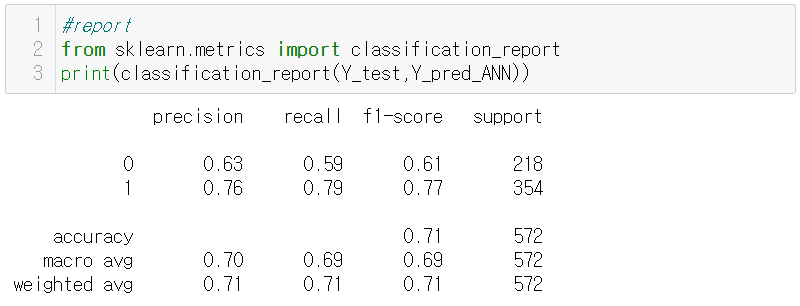 1 #report
2 from sklearn.metrics import classification_report
3 print(classification_report(Y_test,Y_pred_ANN))
precision recall f1-score support
0 0.63 0.59 0.61 218
1 0.76 0.79 0.77 354
accuracy 0.71 572
macro avg 0.70 0.69 0.69 572
weighted avg 0.71 0.71 0.71 572